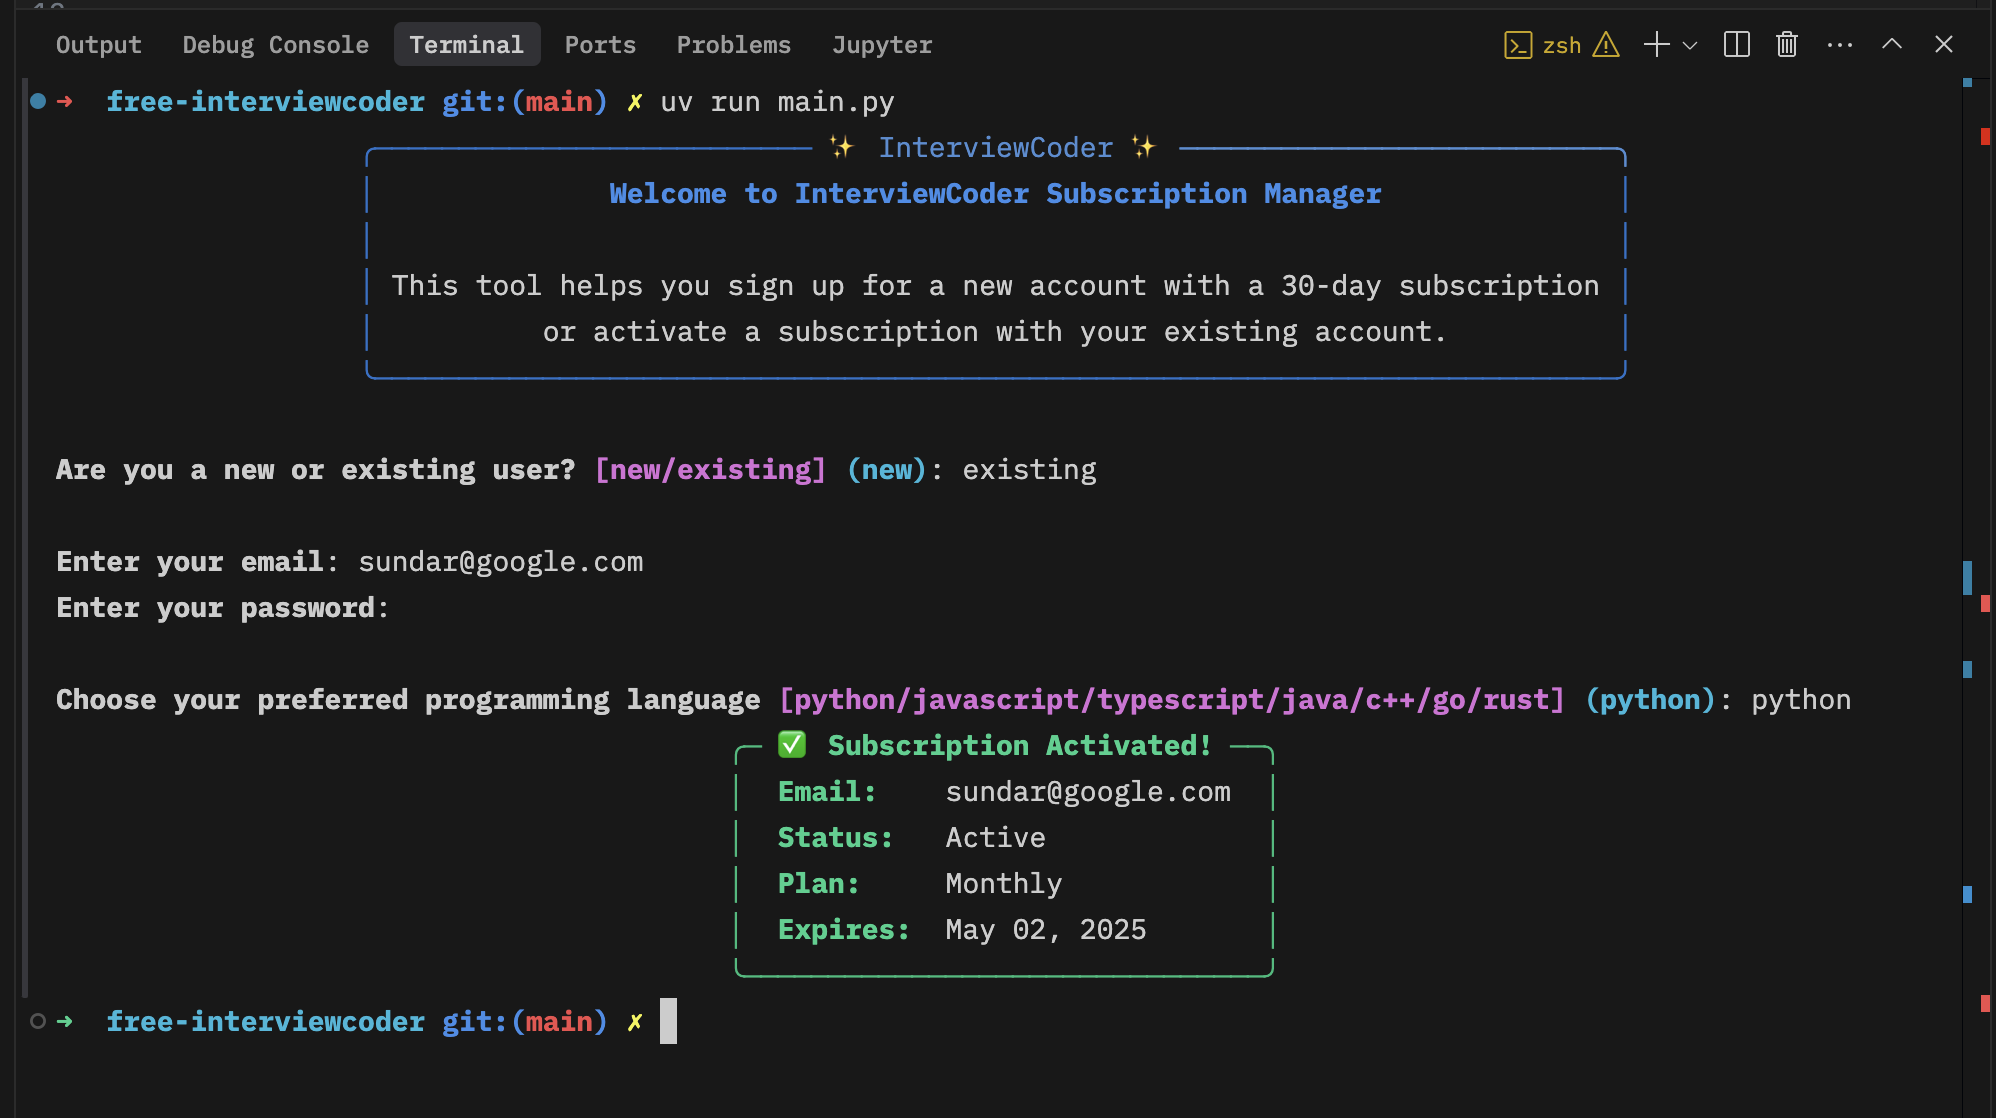 Output Debug Console Terminal Ports Problems Jupyter zsh
➜ free-interviewcoder git:(main) ✗ uv run main.py
✨ InterviewCoder ✨
Welcome to InterviewCoder Subscription Manager
This tool helps you sign up for a new account with a 30-day subscription
or activate a subscription with your existing account.
Are you a new or existing user? [new/existing] (new): existing
Enter your email: sundar@google.com
Enter your password:
Choose your preferred programming language [python/javascript/typescript/java/c++/go/rust] (python): python
✅ Subscription Activated!
Email: sundar@google.com
Status: Active
Plan: Monthly
Expires: May 02, 2025
➜ free-interviewcoder git:(main) ✗